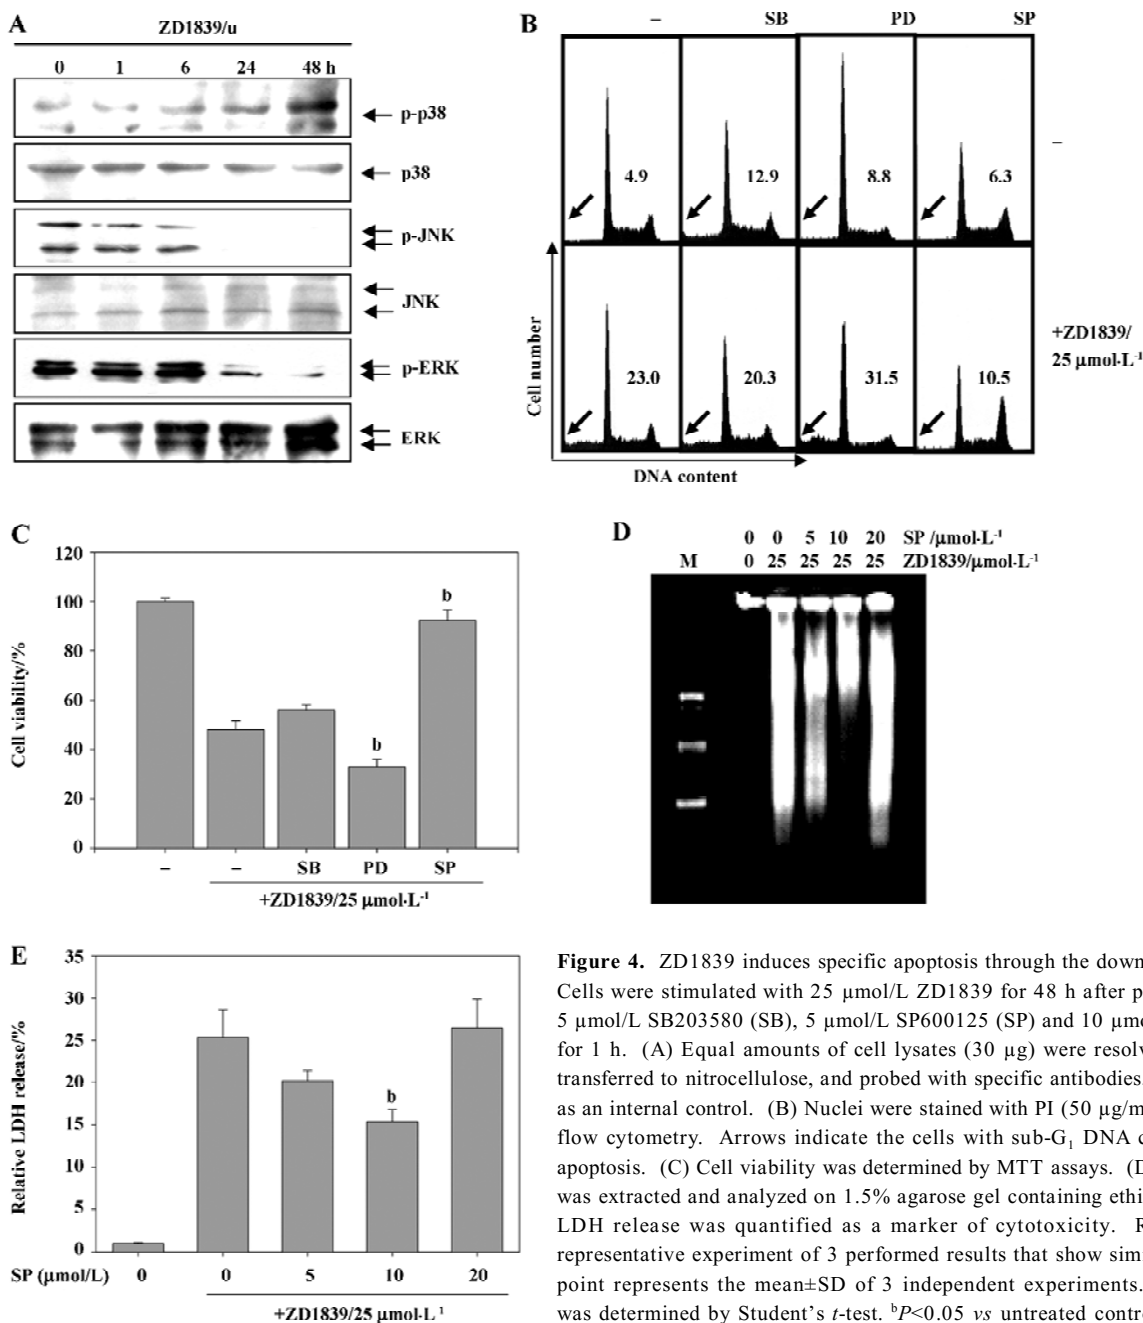 A
ZD1839/u
0 1 6 24 48 h
p-p38
p38
p-JNK
JNK
p-ERK
ERK
B
– SB PD SP
4.9 12.9 8.8 6.3
–
23.0 20.3 31.5 10.5
+ZD1839/
25 µmol·L-1
Cell number
DNA content
C
Cell viability/%
120
100
80
60
40
20
0
b
b
– – SB PD SP
+ZD1839/25 µmol·L-1
D
0 0 5 10 20 SP /µmol·L-1
M 0 25 25 25 25 ZD1839/µmol·L-1
E
Relative LDH release/%
35
30
25
20
15
10
5
0
b
SP (µmol/L) 0 0 5 10 20
+ZD1839/25 µmol·L-1
Figure 4. ZD1839 induces specific apoptosis through the down
Cells were stimulated with 25 µmol/L ZD1839 for 48 h after p
5 µmol/L SB203580 (SB), 5 µmol/L SP600125 (SP) and 10 µmo
for 1 h. (A) Equal amounts of cell lysates (30 µg) were resolv
transferred to nitrocellulose, and probed with specific antibodies.
as an internal control. (B) Nuclei were stained with PI (50 µg/m
flow cytometry. Arrows indicate the cells with sub-G1 DNA c
apoptosis. (C) Cell viability was determined by MTT assays. (D
was extracted and analyzed on 1.5% agarose gel containing ethi
LDH release was quantified as a marker of cytotoxicity. R
representative experiment of 3 performed results that show sim
point represents the mean±SD of 3 independent experiments.
was determined by Student's t-test. bP<0.05 vs untreated contro